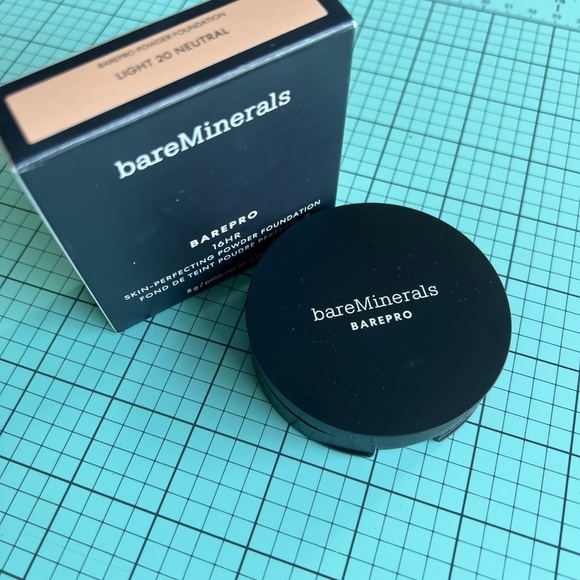 BAREPRO POWDER FOUNDATION
LIGHT 20 NEUTRAL
bareMinerals
BAREPRO
16HR
SKIN-PERFECTING POWDER FOUNDATION
FOND DE TEINT POUDRE
8 g /
bareMinerals
BAREPRO